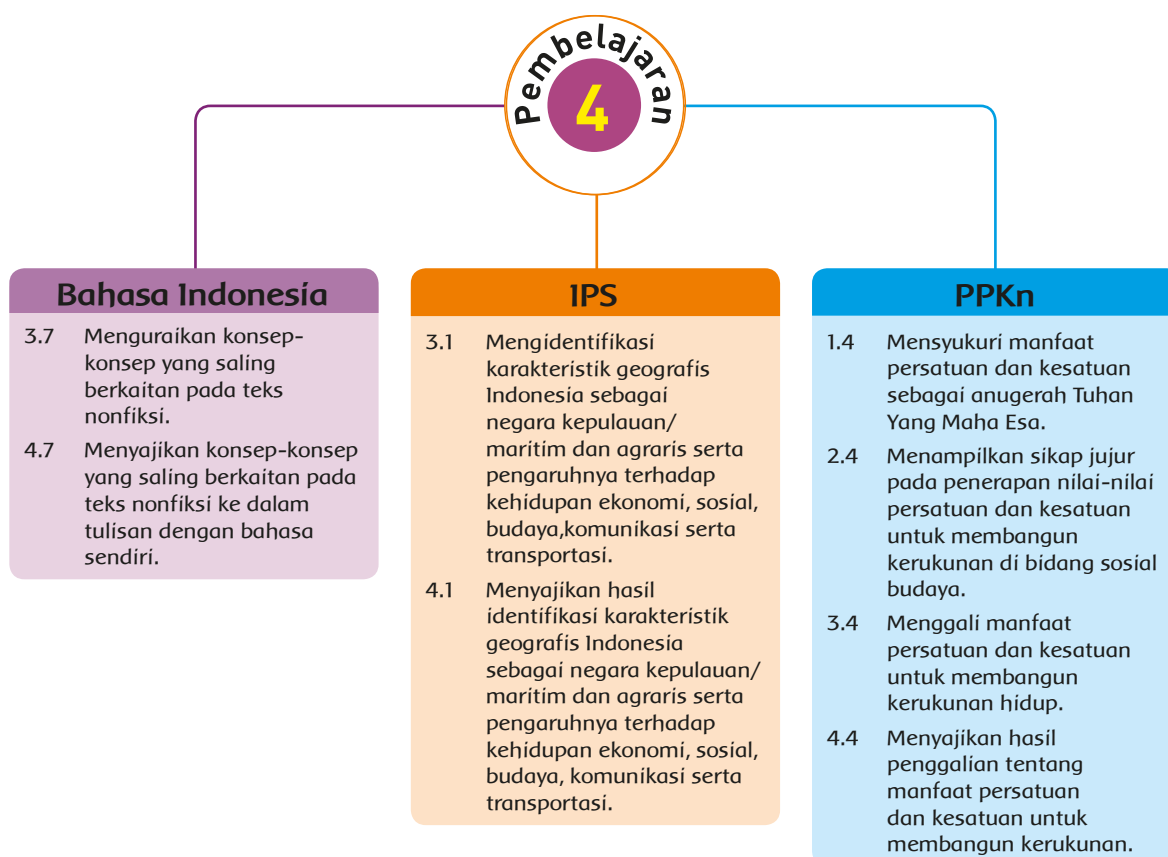 Pembelajaran
4
Bahasa Indonesia
3.7 Menguraikan konsep-
konsep yang saling
berkaitan pada teks
nonfiksi.
4.7 Menyajikan konsep-konsep
yang saling berkaitan pada
teks nonfiksi ke dalam
tulisan dengan bahasa
sendiri.
IPS
3.1 Mengidentifikasi
karakteristik geografis
Indonesia sebagai
negara kepulauan/
maritim dan agraris serta
pengaruhnya terhadap
kehidupan ekonomi, sosial,
budaya,komunikasi serta
transportasi.
4.1 Menyajikan hasil
identifikasi karakteristik
geografis Indonesia
sebagai negara kepulauan/
maritim dan agraris serta
pengaruhnya terhadap
kehidupan ekonomi, sosial,
budaya, komunikasi serta
transportasi.
PPKn
1.4 Mensyukuri manfaat
persatuan dan kesatuan
sebagai anugerah Tuhan
Yang Maha Esa.
2.4 Menampilkan sikap jujur
pada penerapan nilai-nilai
persatuan dan kesatuan
untuk membangun
kerukunan di bidang sosial
budaya.
3.4 Menggali manfaat
persatuan dan kesatuan
untuk membangun
kerukunan hidup.
4.4 Menyajikan hasil
penggalian tentang
manfaat persatuan
dan kesatuan untuk
membangun kerukunan.